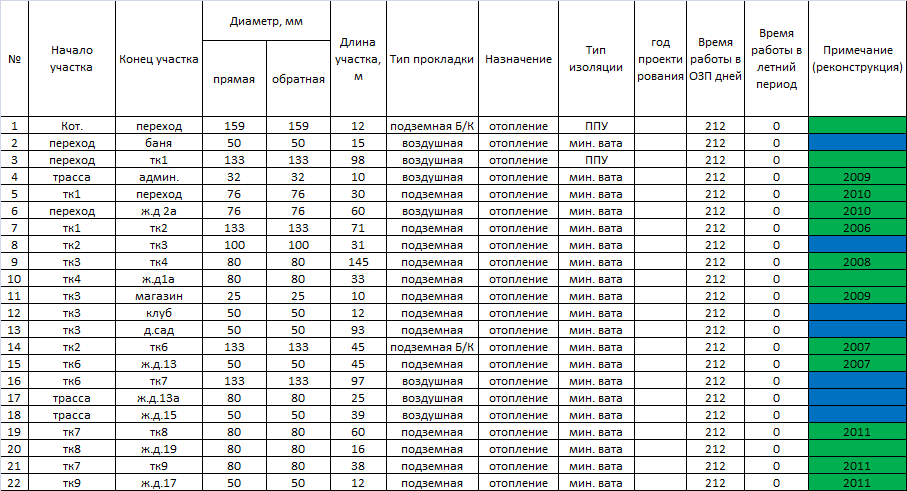 № Начало участка Конец участка Диаметр, мм прямая обратная Длина участка, м Тип прокладки Назначение Тип изоляции год проекти рования Время работы в ОЗП дней Время работы в летний период Примечание (реконструкция)
1 Кот. переход 159 159 12 подземная Б/К отопление ППУ 212 0
2 переход баня 50 50 15 воздушная отопление мин. вата 212 0
3 переход тк1 133 133 98 воздушная отопление ППУ 212 0
4 трасса админ. 32 32 10 воздушная отопление мин. вата 212 0 2009
5 тк1 переход 76 76 30 подземная отопление мин. вата 212 0 2010
6 переход ж.д 2а 76 76 60 воздушная отопление мин. вата 212 0 2010
7 тк1 тк2 133 133 71 подземная отопление мин. вата 212 0 2006
8 тк2 тк3 100 100 31 подземная отопление мин. вата 212 0
9 тк3 тк4 80 80 145 подземная отопление мин. вата 212 0 2008
10 тк4 ж.д1а 80 80 33 подземная отопление мин. вата 212 0
11 тк3 магазин 25 25 10 подземная отопление мин. вата 212 0 2009
12 тк3 клуб 50 50 12 подземная отопление мин. вата 212 0
13 тк3 д.сад 50 50 93 подземная отопление мин. вата 212 0
14 тк2 тк6 133 133 45 подземная Б/К отопление мин. вата 212 0 2007
15 тк6 ж.д.13 50 50 45 подземная отопление мин. вата 212 0 2007
16 тк6 тк7 133 133 97 воздушная отопление мин. вата 212 0
17 трасса ж.д.13а 80 80 25 воздушная отопление мин. вата 212 0
18 трасса ж.д.15 50 50 39 воздушная отопление мин. вата 212 0
19 тк7 тк8 80 80 60 подземная отопление мин. вата 212 0 2011
20 тк8 ж.д.19 80 80 16 подземная отопление мин. вата 212 0
21 тк7 тк9 80 80 38 подземная отопление мин. вата 212 0 2011
22 тк9 ж.д.17 50 50 12 подземная отопление мин. вата 212 0 2011